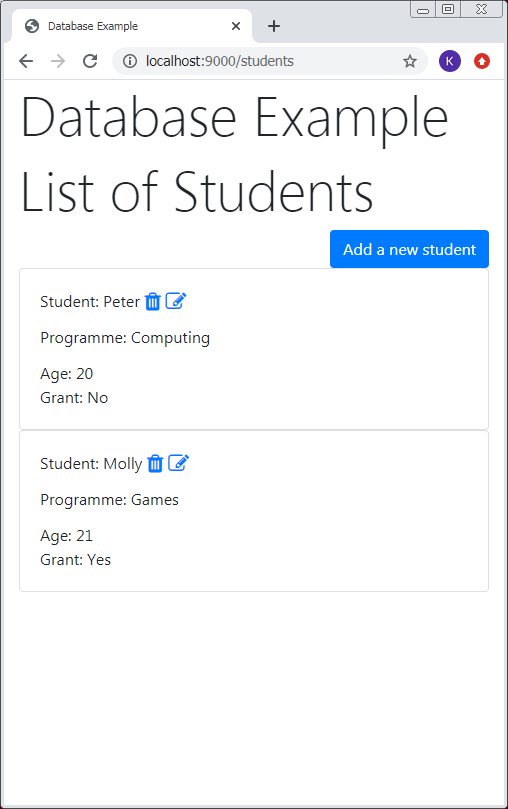 Database Example
localhost:9000/students
K
Database Example
List of Students
Add a new student
Student: Peter
Programme: Computing
Age: 20
Grant: No
Student: Molly
Programme: Games
Age: 21
Grant: Yes